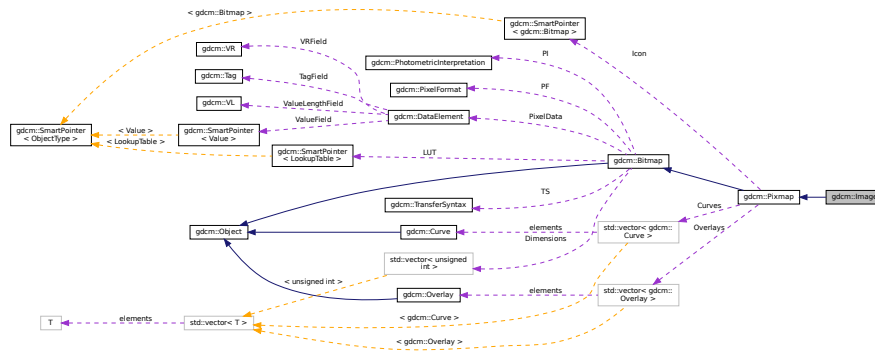 < gdcm::Bitmap >
gdcm::SmartPointer
< gdcm::Bitmap >
gdcm::VR
VRField
PI
Icon
gdcm::PhotometricInterpretation
gdcm::Tag
TagField
PF
gdcm::PixelFormat
gdcm::VL
ValueLengthField
gdcm::DataElement
PixelData
ValueField
gdcm::SmartPointer
< ObjectType >
< Value >
gdcm::SmartPointer
< Value >
< LookupTable >
gdcm::SmartPointer
< LookupTable >
LUT
gdcm::Bitmap
TS
gdcm::Pixmap
gdcm::Image
gdcm::TransferSyntax
Curves
gdcm::Object
gdcm::Curve
elements
Dimensions
std::vector< gdcm::
Curve >
Overlays
std::vector< unsigned
int >
< unsigned int >
gdcm::Overlay
elements
std::vector< gdcm::
Overlay >
T
elements
std::vector< T >
< gdcm::Curve >
< gdcm::Overlay >